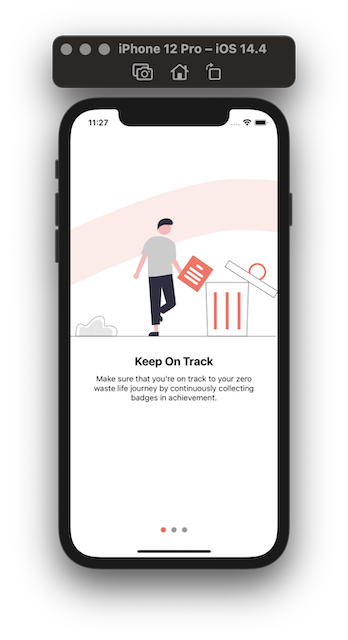 iPhone 12 Pro – iOS 14.4
11:27
Keep On Track
Make sure that you're on track to your zero
waste life journey by continuously collecting
badges in achievement.